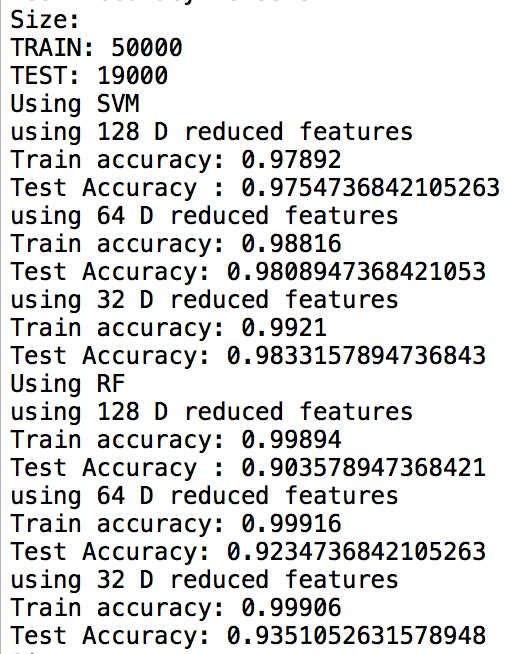 Size:
TRAIN: 50000
TEST: 19000
Using SVM
using 128 D reduced features
Train accuracy: 0.97892
Test Accuracy : 0.9754736842105263
using 64 D reduced features
Train accuracy: 0.98816
Test Accuracy: 0.9808947368421053
using 32 D reduced features
Train accuracy: 0.9921
Test Accuracy: 0.9833157894736843
Using RF
using 128 D reduced features
Train accuracy: 0.99894
Test Accuracy : 0.903578947368421
using 64 D reduced features
Train accuracy: 0.99916
Test Accuracy: 0.9234736842105263
using 32 D reduced features
Train accuracy: 0.99906
Test Accuracy: 0.9351052631578948